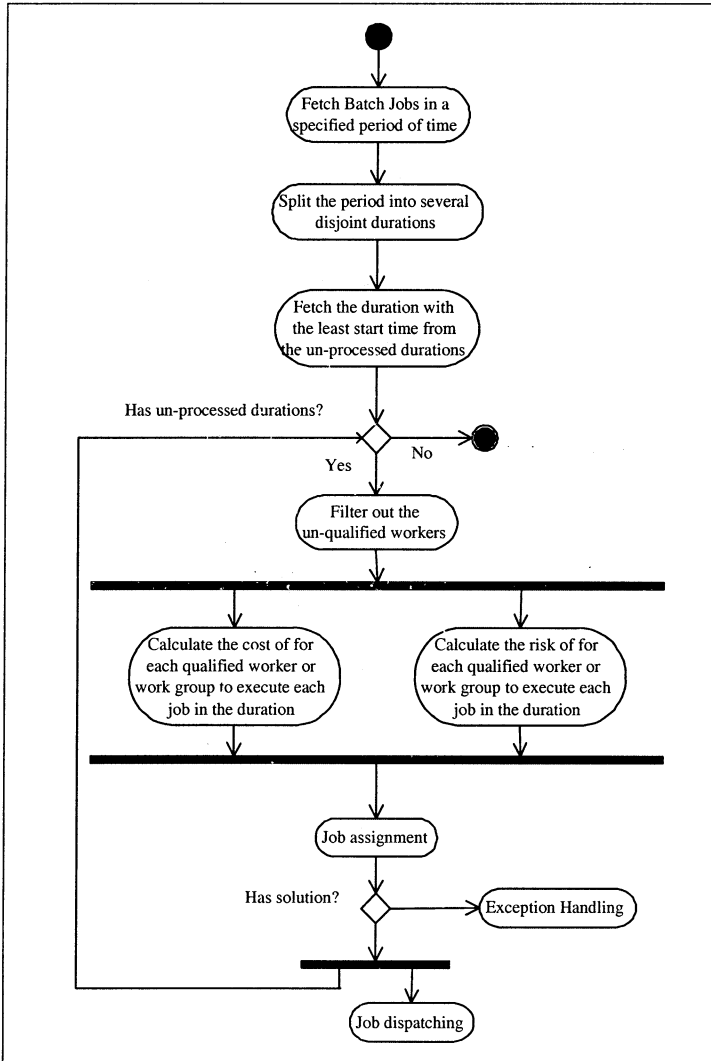 Fetch Batch Jobs in a
specified period of time
Split the period into several
disjoint durations
Fetch the duration with
the least start time from
the un-processed durations
Has un-processed durations?
No
Yes
Filter out the
un-qualified workers
Calculate the cost of for
each qualified worker or
work group to execute each
job in the duration
Calculate the risk of for
each qualified worker or
work group to execute each
job in the duration
Job assignment
Has solution?
Exception Handling
Job dispatching